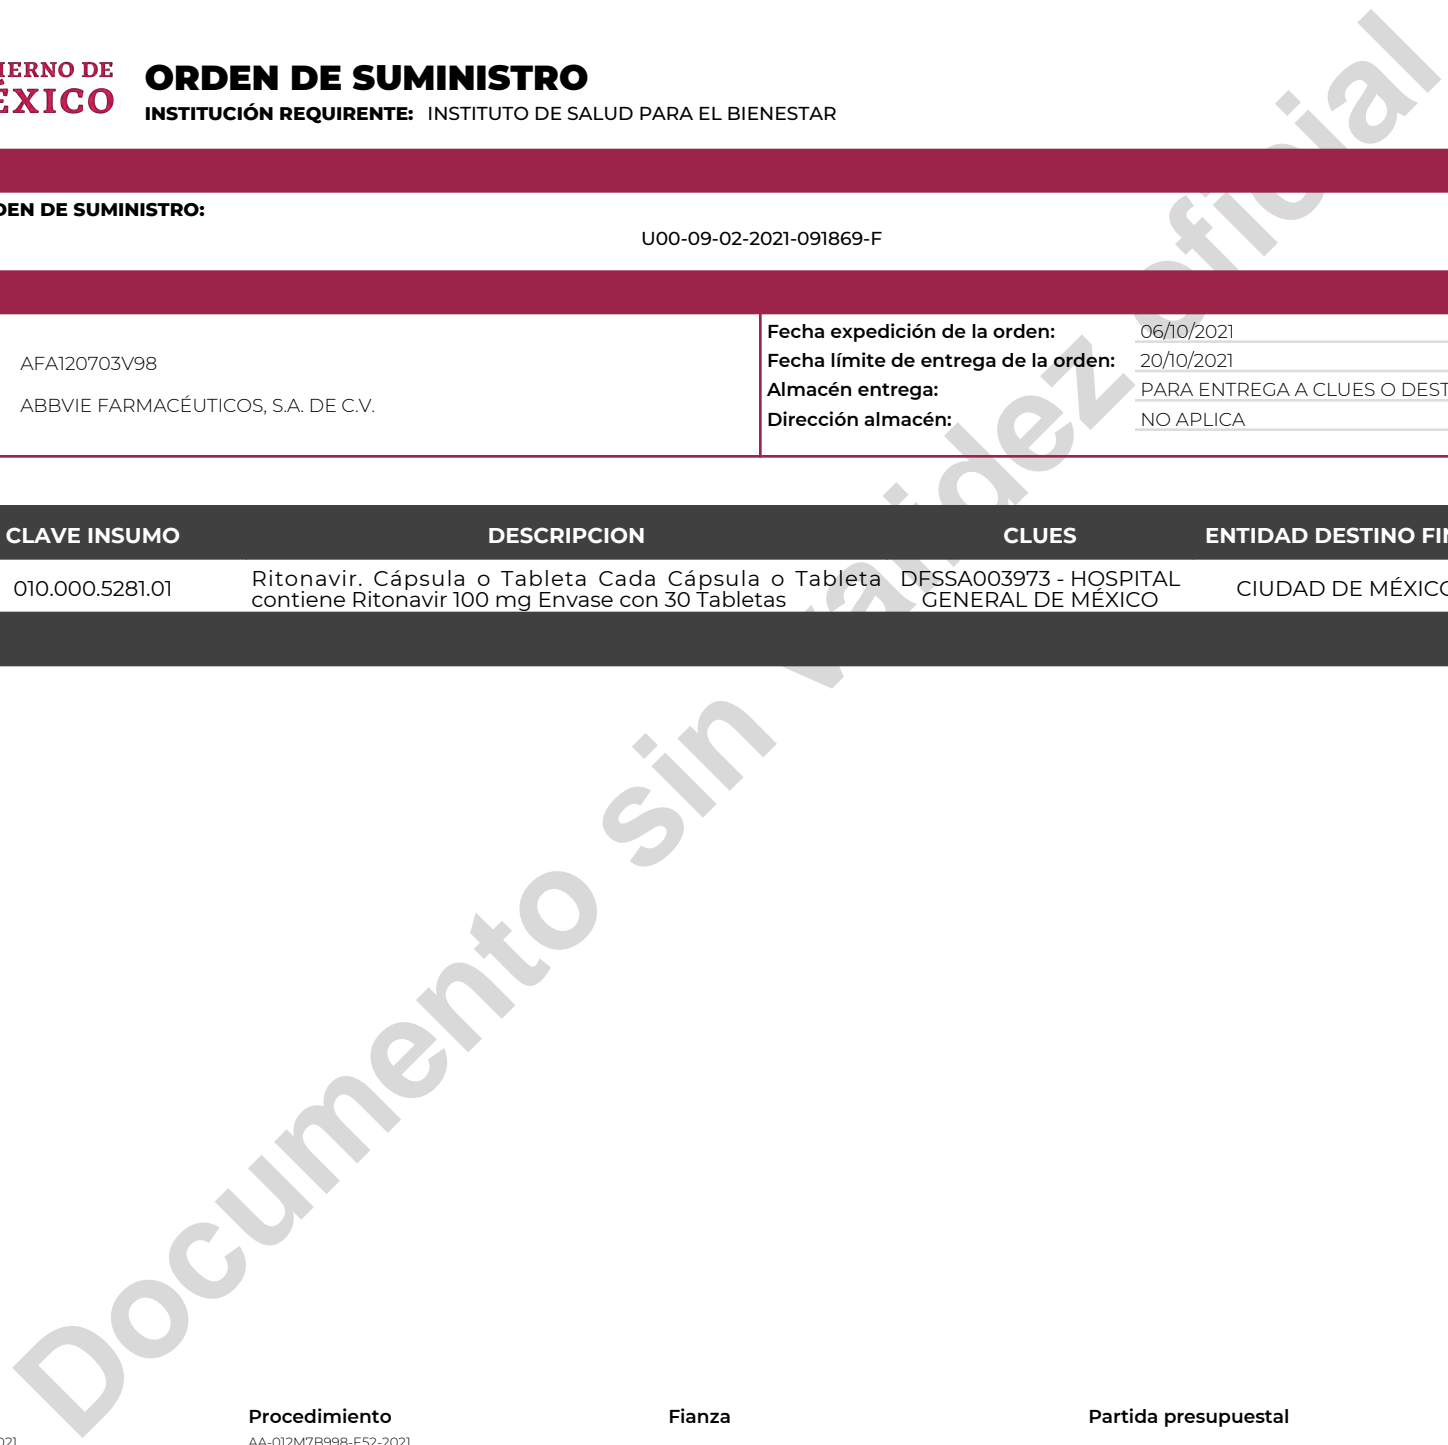 IERNO DE
ÉXICO
ORDEN DE SUMINISTRO
INSTITUCIÓN REQUIRENTE: INSTITUTO DE SALUD PARA EL BIENESTAR
DEN DE SUMINISTRO:
U00-09-02-2021-091869-F
AFA120703V98
ABBVIE FARMACÉUTICOS, S.A. DE C.V.
Fecha expedición de la orden: 06/10/2021
Fecha límite de entrega de la orden: 20/10/2021
Almacén entrega: PARA ENTREGA A CLUES O DEST
Dirección almacén: NO APLICA
CLAVE INSUMO DESCRIPCION CLUES ENTIDAD DESTINO FIN
010.000.5281.01
Ritonavir. Cápsula o Tableta Cada Cápsula o Tableta
contiene Ritonavir 100 mg Envase con 30 Tabletas
DFSSA003973 - HOSPITAL
GENERAL DE MÉXICO
CIUDAD DE MÉXICO
Documento sin validez oficial
Procedimiento Fianza Partida presupuestal
021 AA-012M7B998-E52-2021